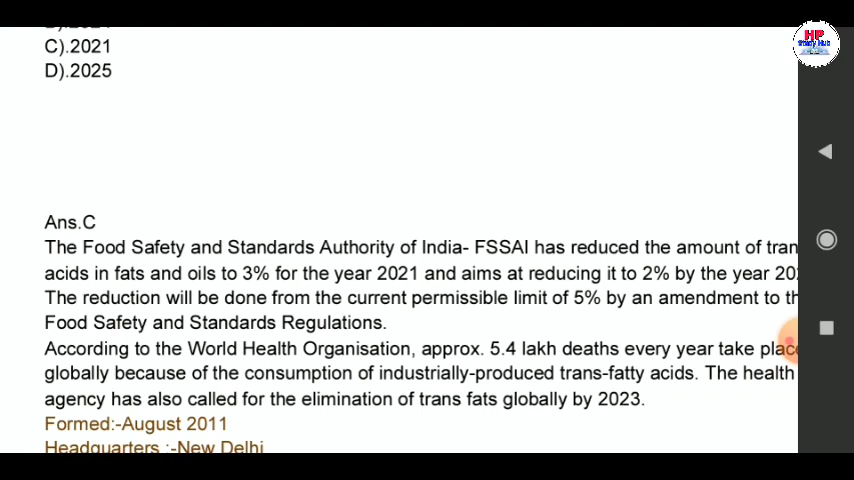 C).2021
D).2025
HP
Study Hub
Ans.C
The Food Safety and Standards Authority of India- FSSAI has reduced the amount of
acids in fats and oils to 3% for the year 2021 and aims at reducing it to 2% by the year
The reduction will be done from the current permissible limit of 5% by an amendment to
Food Safety and Standards Regulations.
According to the World Health Organisation, approx. 5.4 lakh deaths every year take
globally because of the consumption of industrially-produced trans-fatty acids. The health
agency has also called for the elimination of trans fats globally by 2023.
Formed:-August 2011
Headquarters :-New Delhi